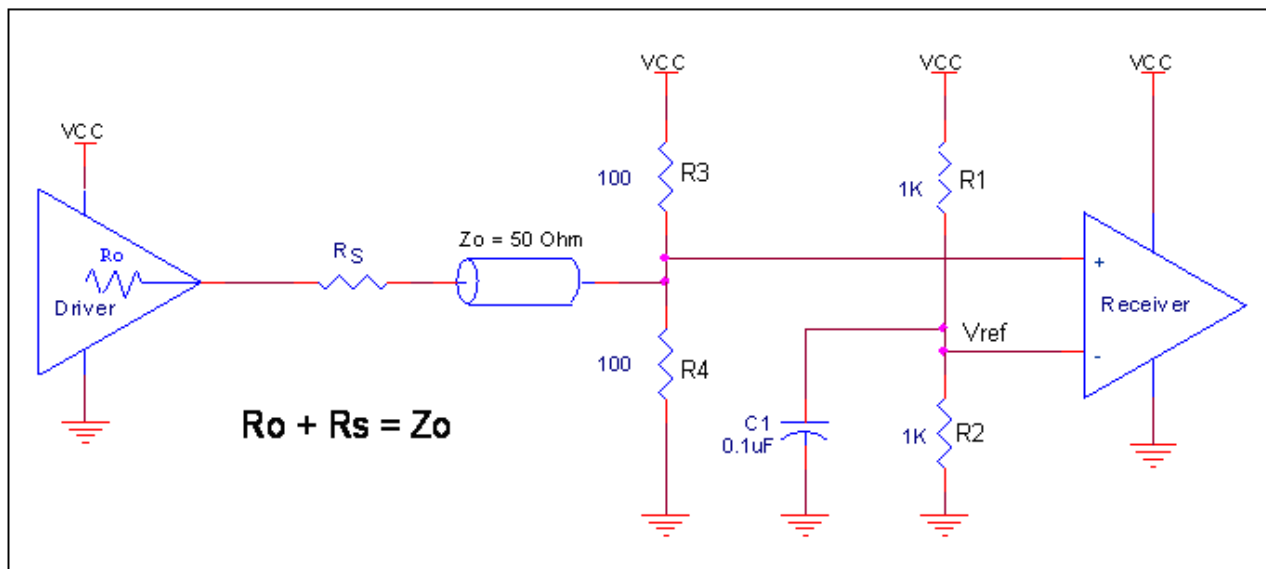 VCC
VCC
VCC
VCC
100
R3
1K
R1
Zo = 50 Ohm
Ro
RS
Driver
+
Receiver
Vref
-
100
R4
Ro + Rs = Zo
C1
0.1uF
1K
R2